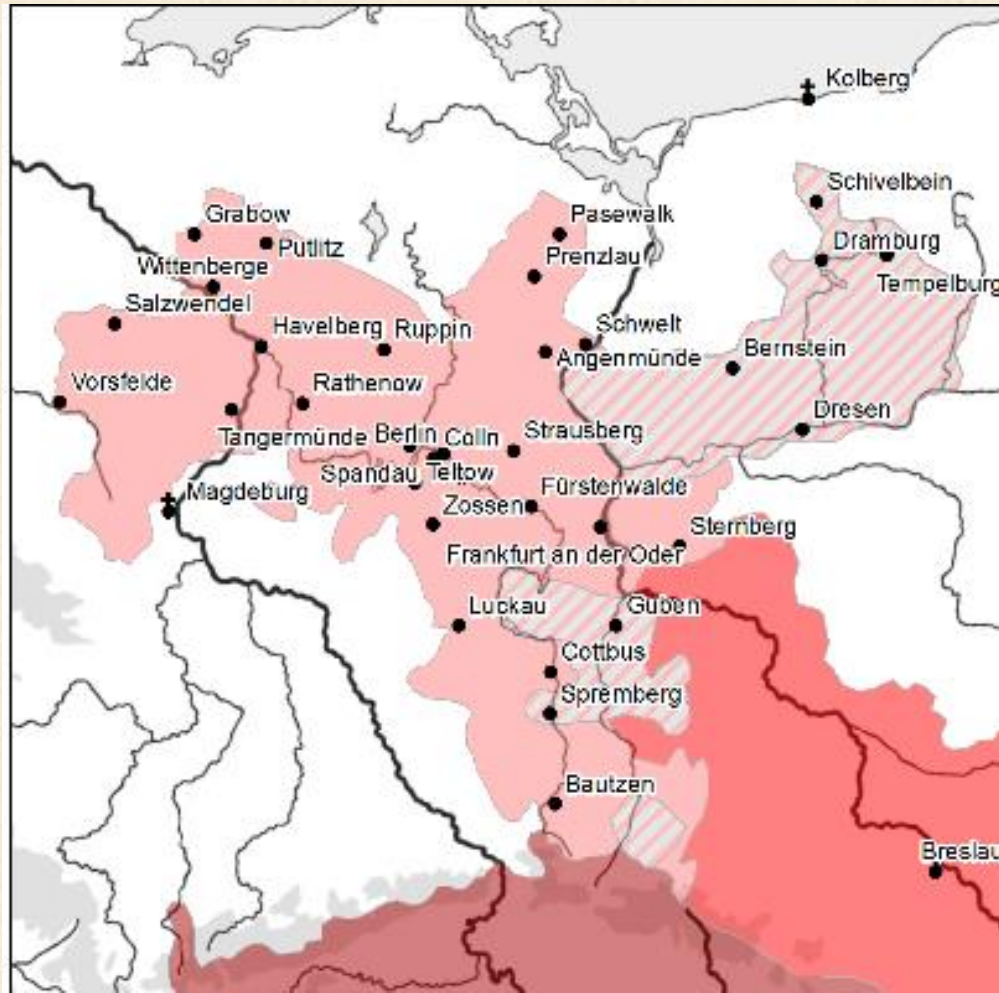 Kolberg
Schivelbein
Grabow
Pasewalk
Putlitz
Dramburg
Prenzlau
Wittenberge
Tempelburg
Salzwendel
Havelberg
Ruppin
Schwelt
Bernstein
Angenmünde
Vorsfelde
Rathenow
Dresen
Tangermünde
Berlin
Cölln
Strausberg
Spandau
Teltow
Magdeburg
Zossen
Fürstenwalde
Sternberg
Frankfurt an der Oder
Luckau
Guben
Cottbus
Spremberg
Bautzen
Breslau